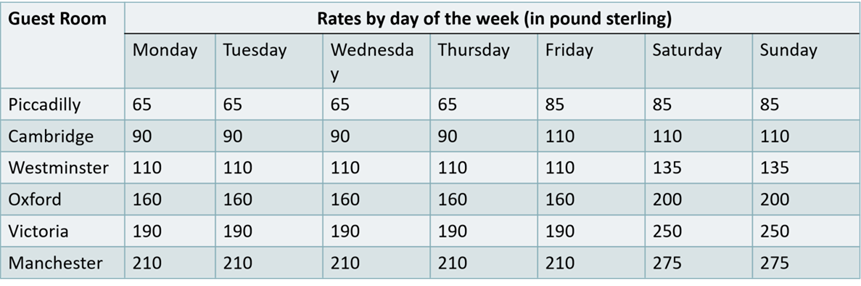 Guest Room Rates by day of the week (in pound sterling)
Monday Tuesday Wednesda Thursday Friday Saturday Sunday
y
Piccadilly 65 65 65 65 85 85 85
Cambridge 90 90 90 90 110 110 110
Westminster 110 110 110 110 110 135 135
Oxford 160 160 160 160 160 200 200
Victoria 190 190 190 190 190 250 250
Manchester 210 210 210 210 210 275 275